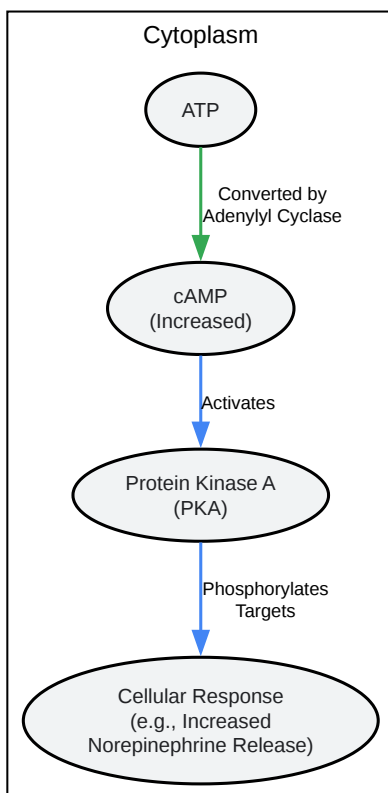 Cytoplasm
ATP
Converted by
Adenylyl Cyclase
cAMP
(Increased)
Activates
Protein Kinase A
(PKA)
Phosphorylates
Targets
Cellular Response
(e.g., Increased
Norepinephrine Release)